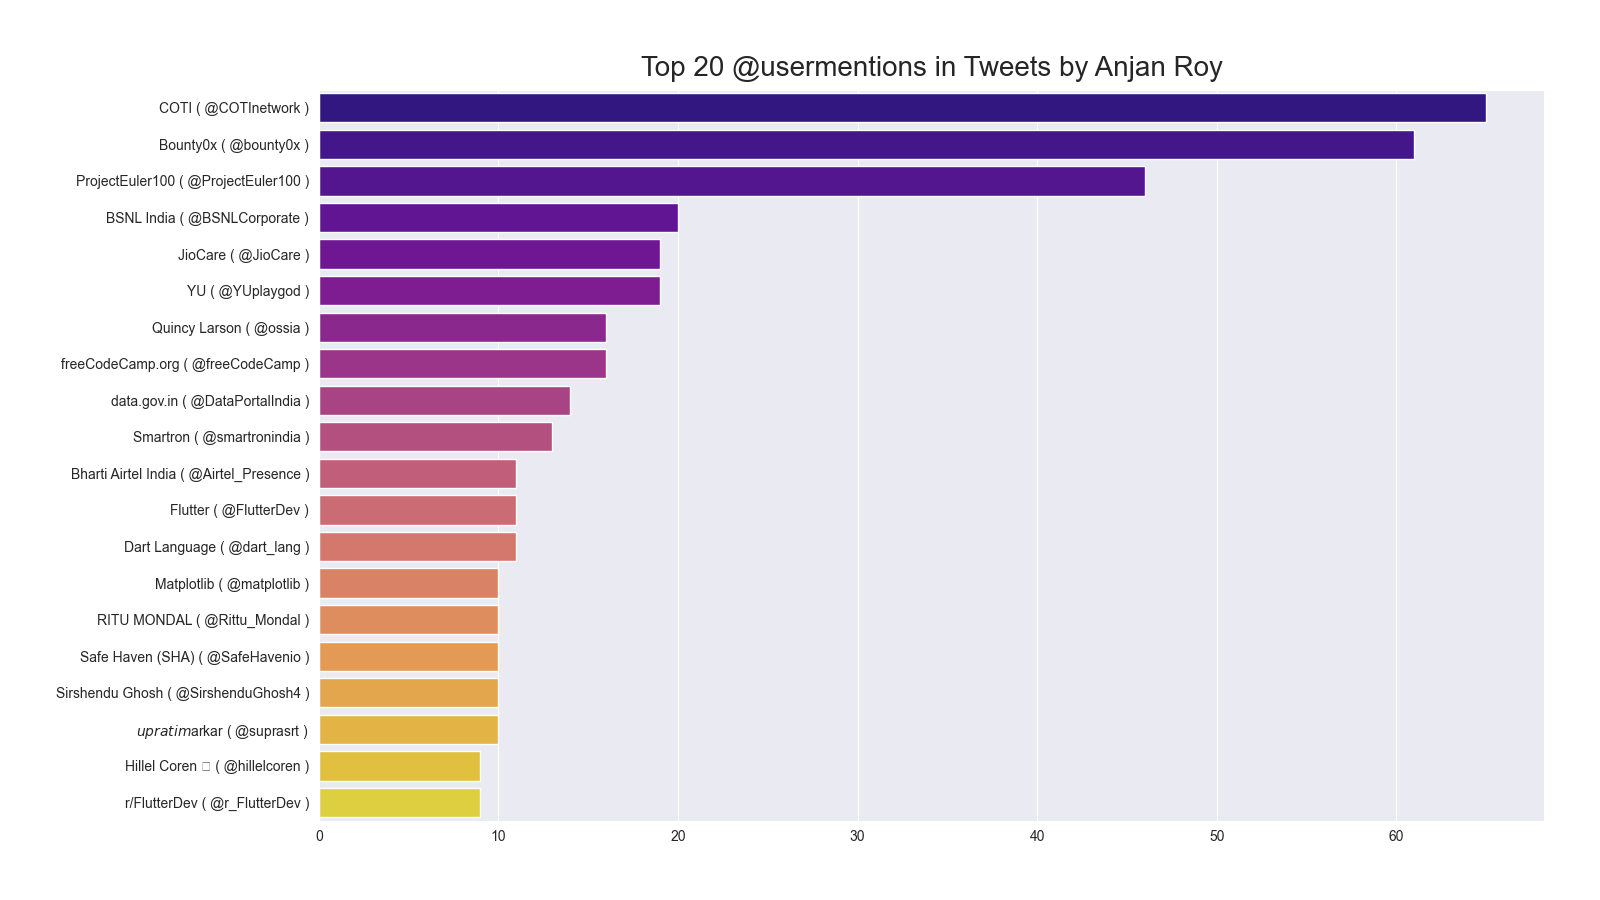 Top 20 @usermentions in Tweets by Anjan Roy
COTI ( @COTInetwork )
Bounty0x ( @bounty0x )
ProjectEuler100 ( @ProjectEuler100 )
BSNL India ( @BSNLCorporate )
JioCare ( @JioCare )
YU ( @YUplaygod )
Quincy Larson ( @ossia )
freeCodeCamp.org ( @freeCodeCamp )
data.gov.in ( @DataPortalIndia )
Smartron ( @smartronindia )
Bharti Airtel India ( @Airtel_Presence )
Flutter ( @FlutterDev )
Dart Language ( @dart_lang )
Matplotlib ( @matplotlib )
RITU MONDAL ( @Rittu_Mondal )
Safe Haven (SHA) ( @SafeHavenio )
Sirshendu Ghosh ( @SirshenduGhosh4 )
upratimarkar ( @suprasrt )
Hillel Coren ( @hillelcoren )
r/FlutterDev ( @r_FlutterDev )
0 10 20 30 40 50 60